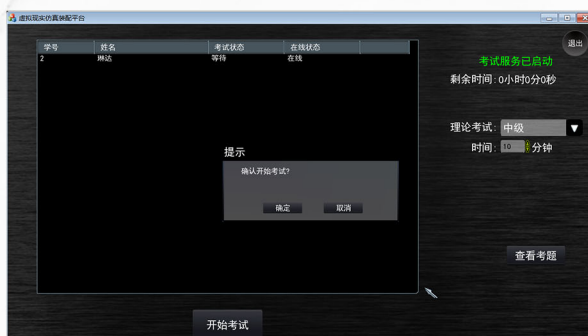 虚拟现实仿真装配平台
退出
学号 姓名 考试状态 在线状态
2 琳达 等待 在线
考试服务已启动
剩余时间: 0小时0分0秒
理论考试: 中级
时间: 10 分钟
提示
确认开始考试?
确定 取消
查看考题
开始考试